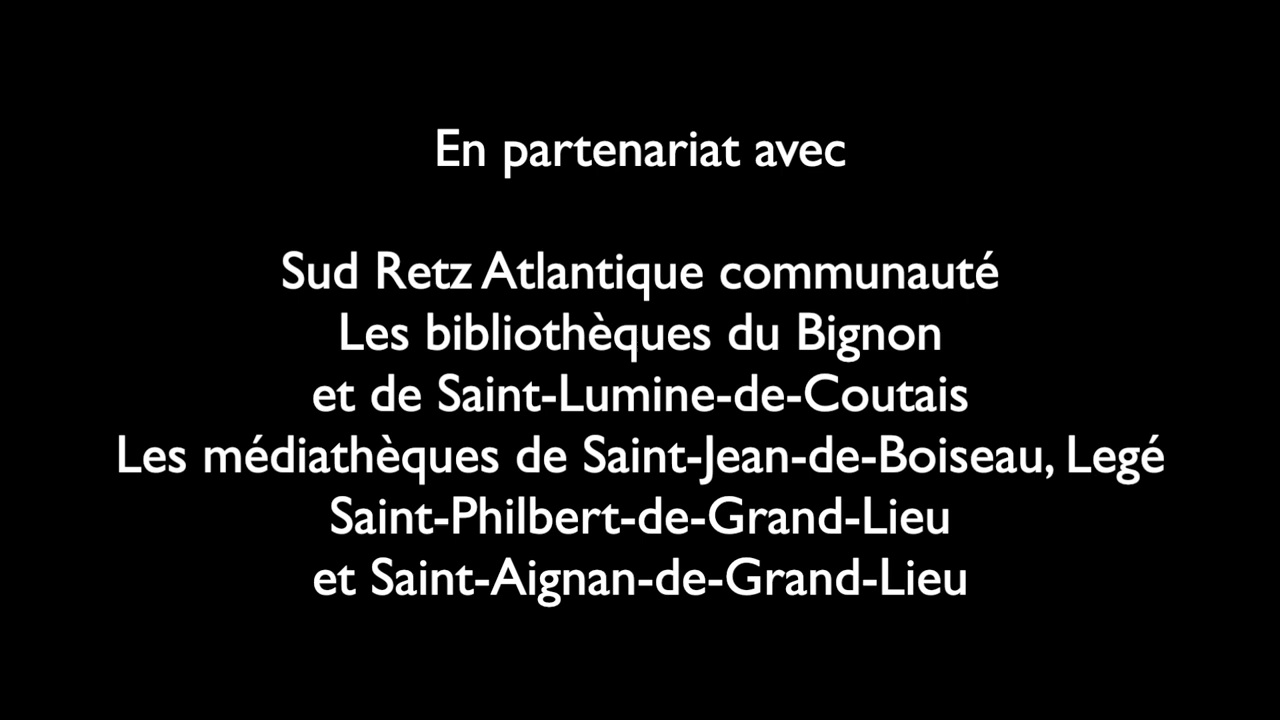 En partenariat avec
Sud Retz Atlantique communauté
Les bibliothèques du Bignon
et de Saint-Lumine-de-Coutais
Les médiathèques de Saint-Jean-de-Boiseau, Legé
Saint-Philbert-de-Grand-Lieu
et Saint-Aignan-de-Grand-Lieu